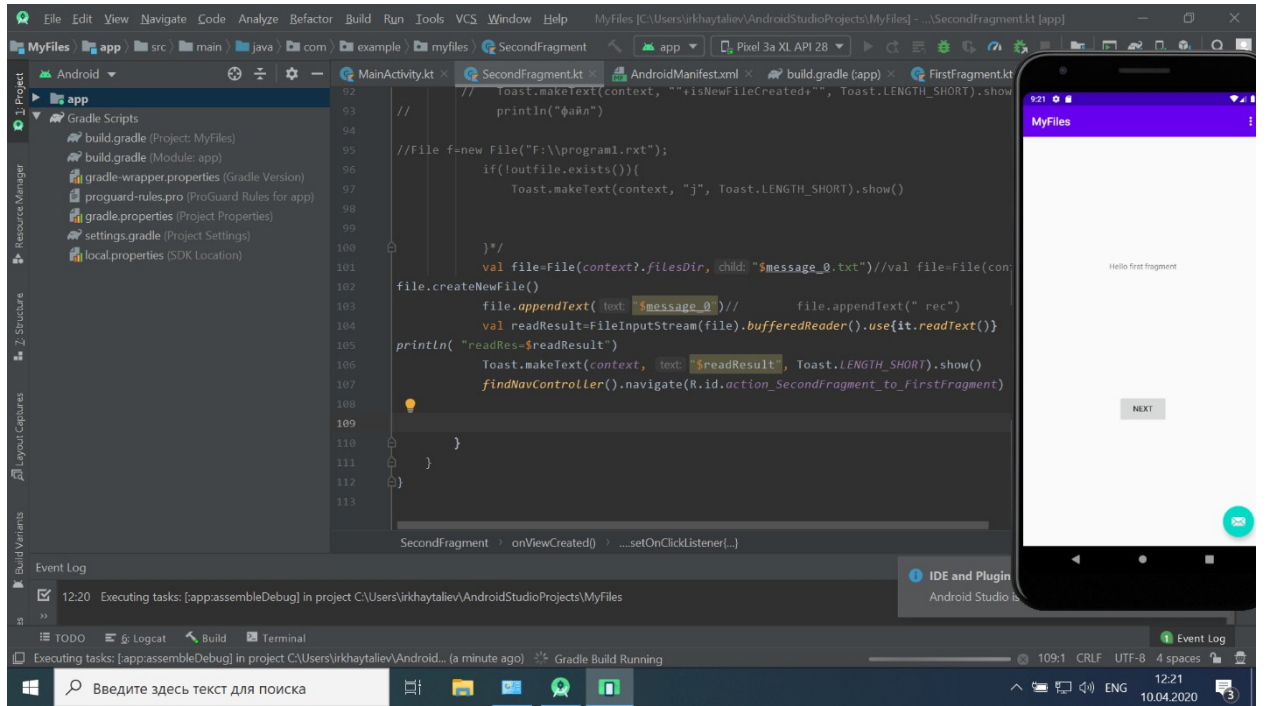 File Edit View Navigate Code Analyze Refactor Build Run Tools VCS Window Help MyFiles [C:\Users\irkhaytaliev\AndroidStudioProjects\MyFiles] - ...\SecondFragment.kt [app]
MyFiles app src main java com example myfiles SecondFragment app Pixel 3a XL API 28
Android MainActivity.kt SecondFragment.kt AndroidManifest.xml build.gradle (:app) FirstFragment.kt
1: Project
Resource Manager
Z: Structure
Layout Captures
Build Variants
app
Gradle Scripts
build.gradle (Project: MyFiles)
build.gradle (Module: app)
gradle-wrapper.properties (Gradle Version)
proguard-rules.pro (ProGuard Rules for app)
gradle.properties (Project Properties)
settings.gradle (Project Settings)
local.properties (SDK Location)
92 // Toast.makeText(context, ""+isNewFileCreated+"", Toast.LENGTH_SHORT).show
93 // println("файл")
94
95 //File f=new File("F:\\program1.rxt");
96 if(!outfile.exists()){
97 Toast.makeText(context, "j", Toast.LENGTH_SHORT).show()
98
99
100 }*/
101 val file=File(context?.filesDir, child: "$message_0.txt")//val file=File(con
102 file.createNewFile()
103 file.appendText( text: "$message_0")// file.appendText(" rec")
104 val readResult=FileInputStream(file).bufferedReader().use{it.readText()}
105 println( "readRes=$readResult")
106 Toast.makeText(context, text: "$readResult", Toast.LENGTH_SHORT).show()
107 findNavController().navigate(R.id.action_SecondFragment_to_FirstFragment)
108
109
110 }
111 }
112 }
113
SecondFragment onViewCreated() ....setOnClickListener{...}
9:21
MyFiles
Hello first fragment
NEXT
Event Log
12:20 Executing tasks: [:app:assembleDebug] in project C:\Users\irkhaytaliev\AndroidStudioProjects\MyFiles
IDE and Plugin
Android Studio is
TODO 6: Logcat Build Terminal 1 Event Log
Executing tasks: [:app:assembleDebug] in project C:\Users\irkhaytaliev\Android... (a minute ago) Gradle Build Running 109:1 CRLF UTF-8 4 spaces
Введите здесь текст для поиска ENG 12:21
10.04.2020 3